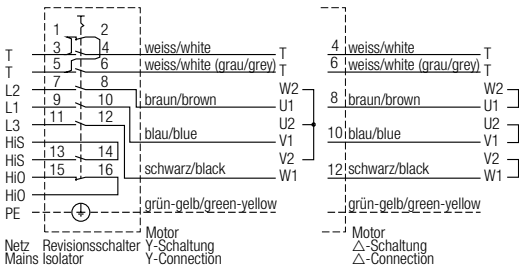 1 2
T 3 4 weiss/white T 4 weiss/white T
T 5 6 weiss/white (grau/grey) T 6 weiss/white (grau/grey) T
L2 7 8 W2 W2
L1 9 10 braun/brown U1 8 braun/brown U1
L3 11 12 U2 U2
HiS blau/blue V1 10 blau/blue V1
HiS 13 14 V2 V2
HiO 15 16 schwarz/black W1 12 schwarz/black W1
HiO
PE grün-gelb/green-yellow grün-gelb/green-yellow
Motor Motor
Netz Revisionsschalter Y-Schaltung △-Schaltung
Mains Isolator Y-Connection △-Connection